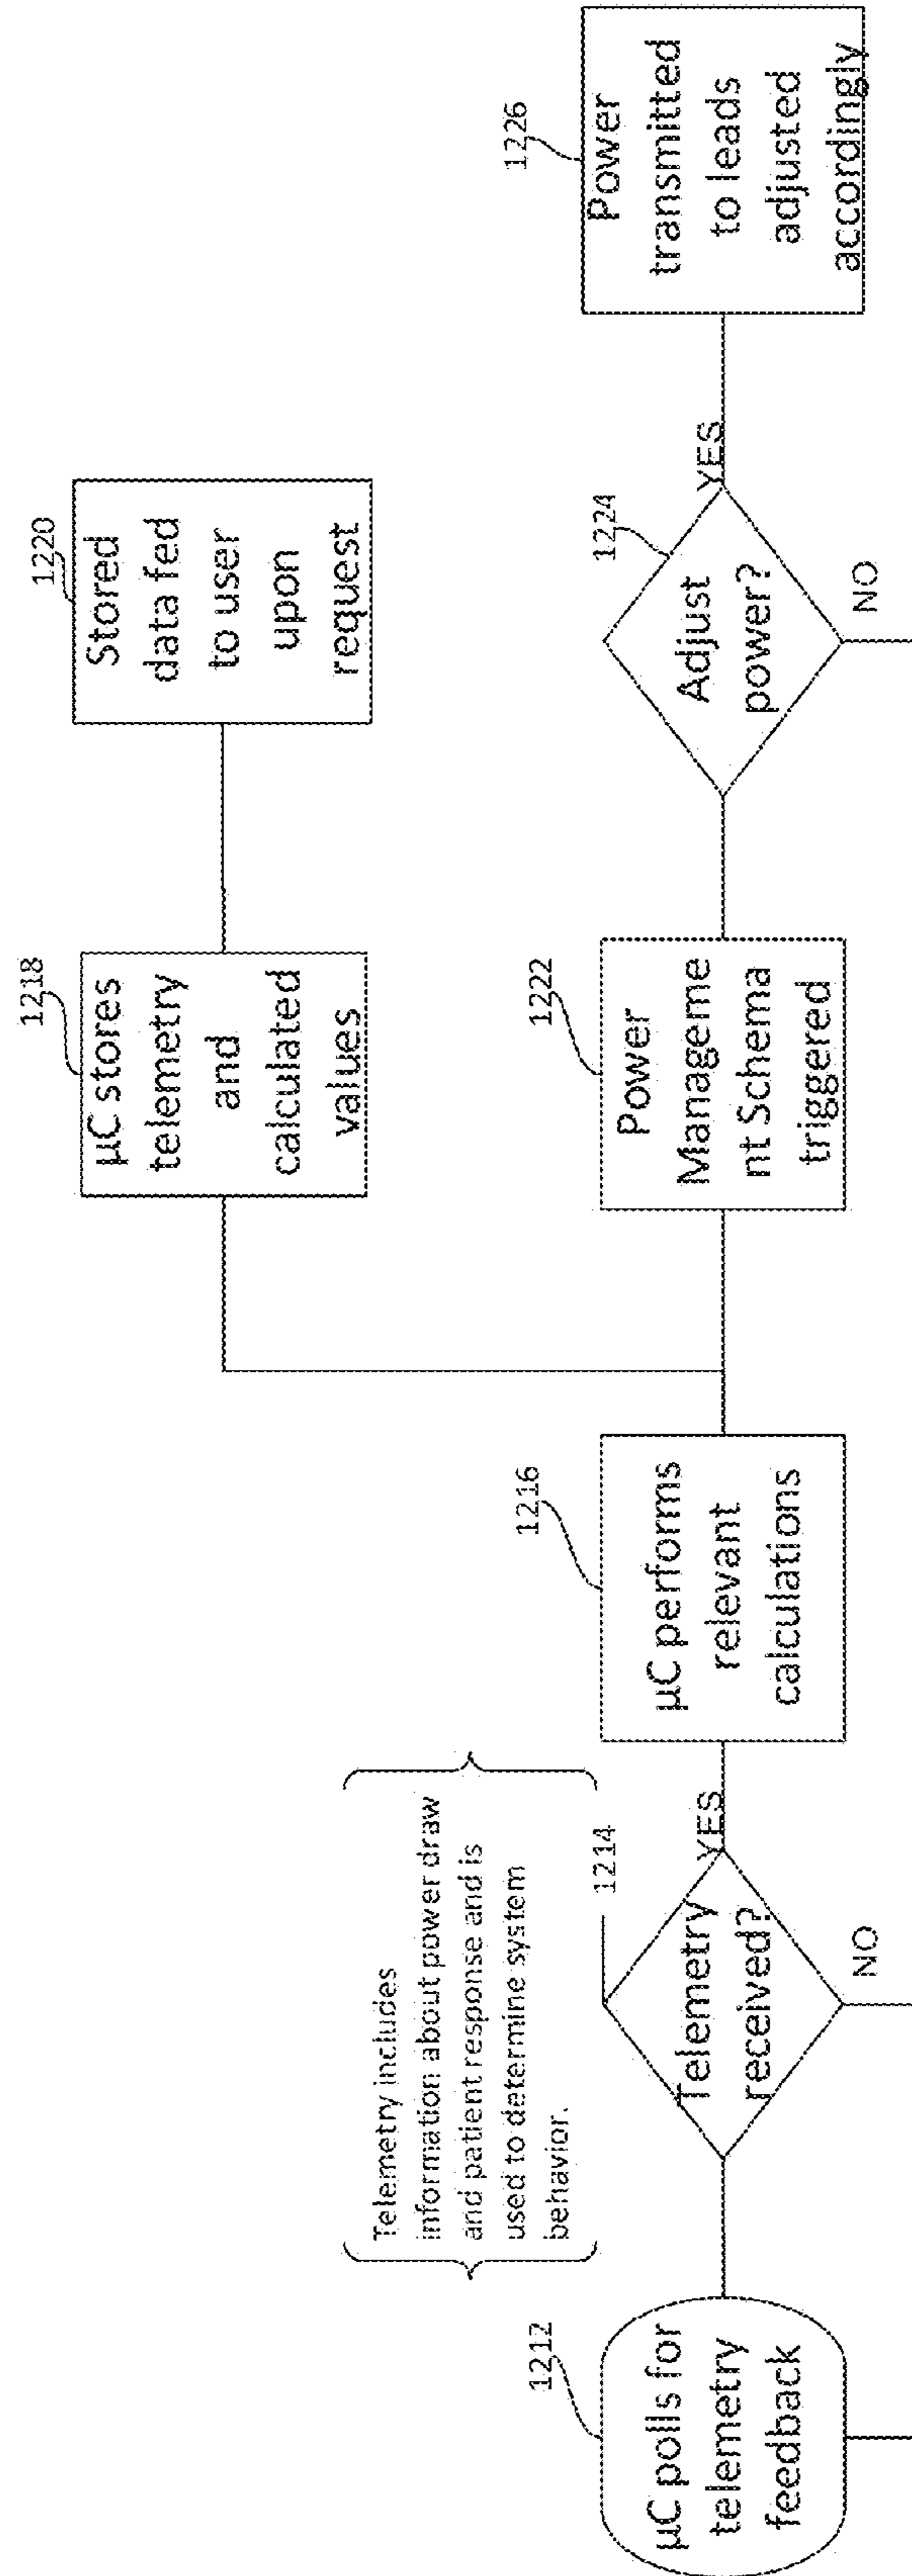 1212
µC polls for
telemetry
feedback
Telemetry includes
information about power draw
and patient response and is
used to determine system
behavior.
1214
Telemetry
received?
YES
NO
1216
µC performs
relevant
calculations
1218
µC stores
telemetry
and
calculated
values
1220
Stored
data fed
to user
upon
request
1222
Power
Manageme
nt Schema
triggered
1224
Adjust
power?
YES
NO
1226
Power
transmitted
to leads
adjusted
accordingly